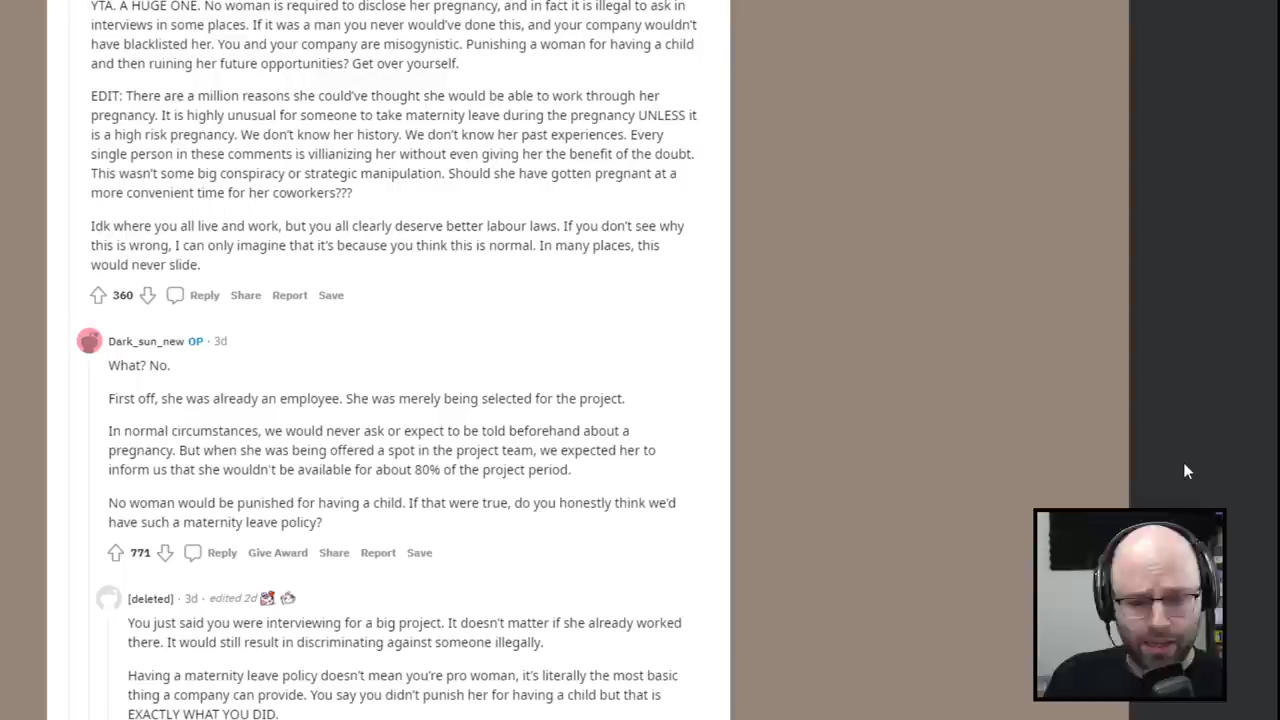 YTA. A HUGE ONE. No woman is required to disclose her pregnancy, and in fact it is illegal to ask in
interviews in some places. If it was a man you never would've done this, and your company wouldn't
have blacklisted her. You and your company are misogynistic. Punishing a woman for having a child
and then ruining her future opportunities? Get over yourself.
EDIT: There are a million reasons she could've thought she would be able to work through her
pregnancy. It is highly unusual for someone to take maternity leave during the pregnancy UNLESS it
is a high risk pregnancy. We don't know her history. We don't know her past experiences. Every
single person in these comments is villianizing her without even giving her the benefit of the doubt.
This wasn't some big conspiracy or strategic manipulation. Should she have gotten pregnant at a
more convenient time for her coworkers???
Idk where you all live and work, but you all clearly deserve better labour laws. If you don't see why
this is wrong, I can only imagine that it's because you think this is normal. In many places, this
would never slide.
360 Reply Share Report Save
Dark_sun_new OP · 3d
What? No.
First off, she was already an employee. She was merely being selected for the project.
In normal circumstances, we would never ask or expect to be told beforehand about a
pregnancy. But when she was being offered a spot in the project team, we expected her to
inform us that she wouldn't be available for about 80% of the project period.
No woman would be punished for having a child. If that were true, do you honestly think we'd
have such a maternity leave policy?
771 Reply Give Award Share Report Save
[deleted] · 3d · edited 2d
You just said you were interviewing for a big project. It doesn't matter if she already worked
there. It would still result in discriminating against someone illegally.
Having a maternity leave policy doesn't mean you're pro woman, it's literally the most basic
thing a company can provide. You say you didn't punish her for having a child but that is
EXACTLY WHAT YOU DID.